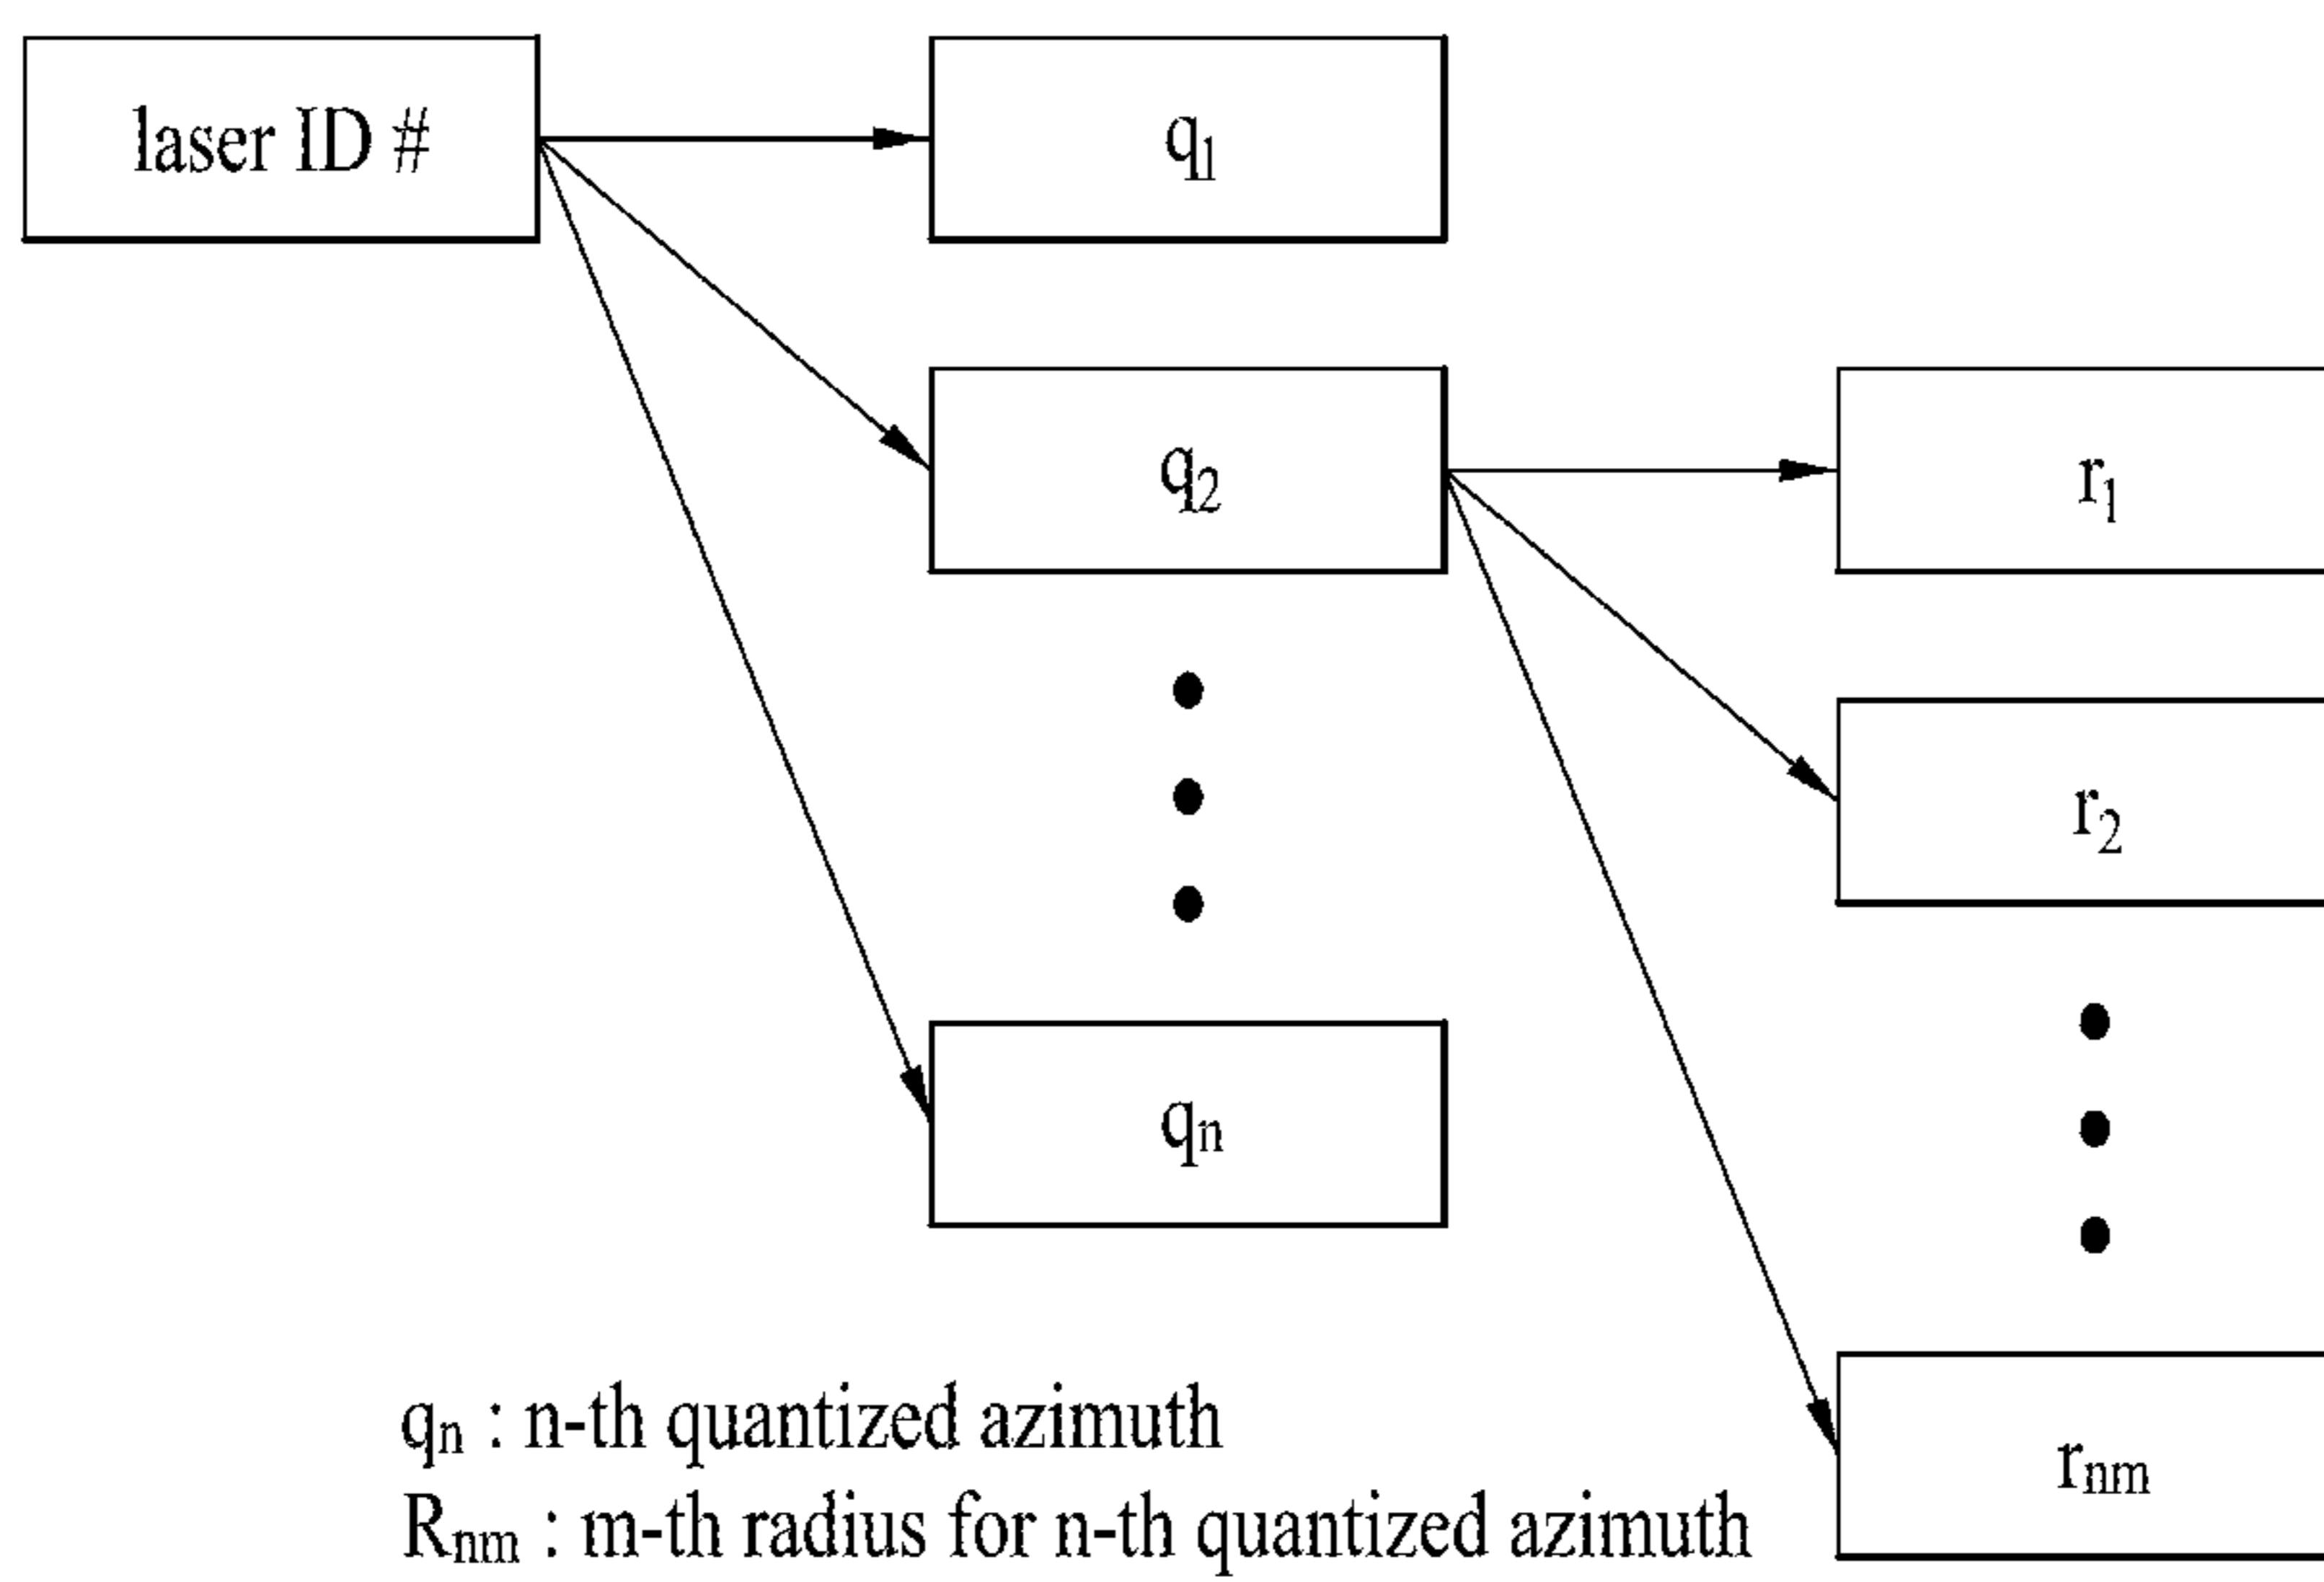 laser ID #
q₁
q₂
r₁
r₂
qₙ
rₙₘ
qₙ : n-th quantized azimuth
Rₙₘ : m-th radius for n-th quantized azimuth